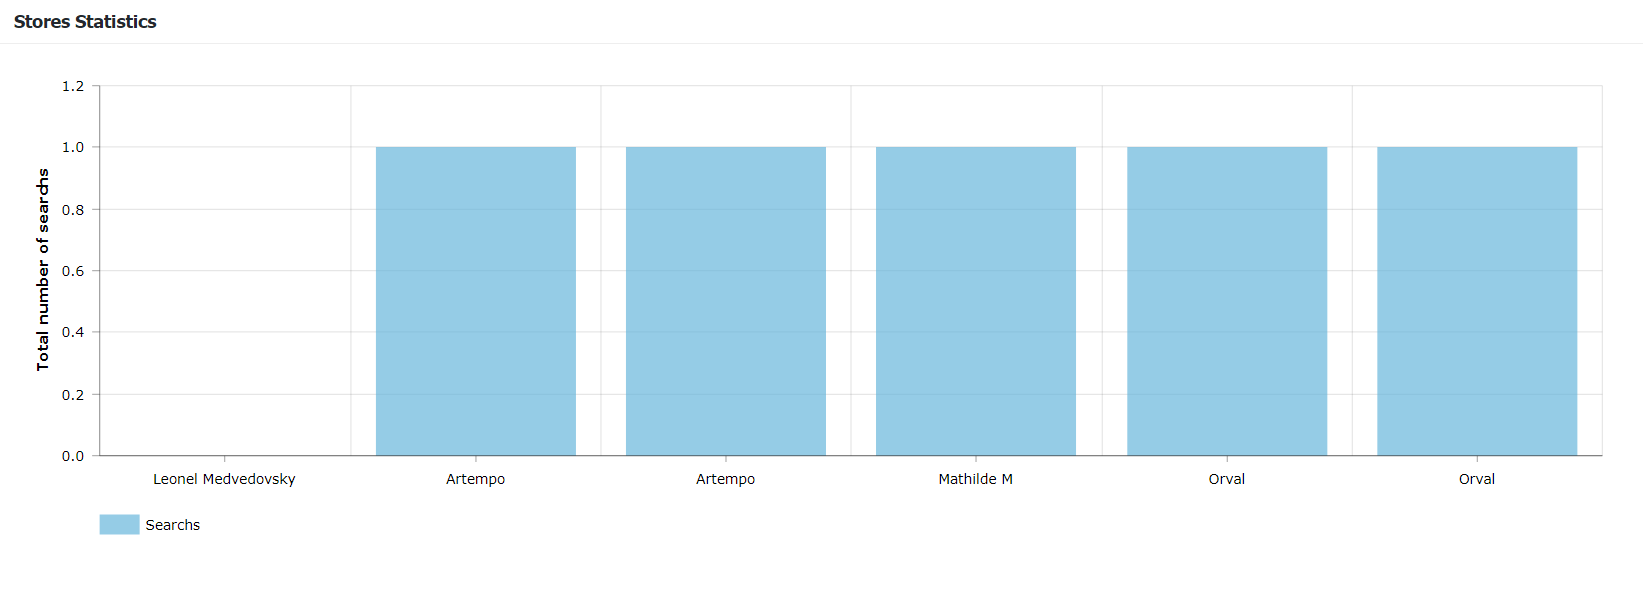 Stores Statistics
1.2
1.0
0.8
0.6
0.4
0.2
0.0
Total number of searchs
Leonel Medvedovsky Artempo Artempo Mathilde M Orval Orval
Searchs